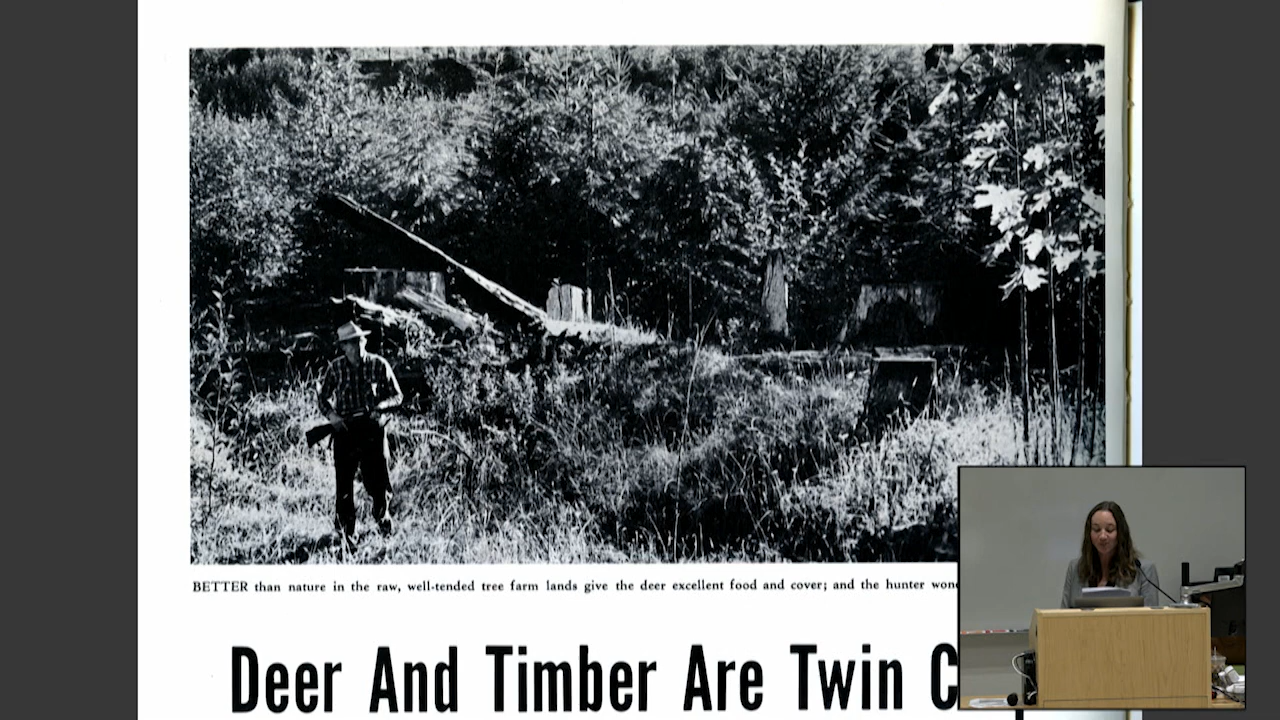 BETTER than nature in the raw, well-tended tree farm lands give the deer excellent food and cover; and the hunter
Deer And Timber Are Twin